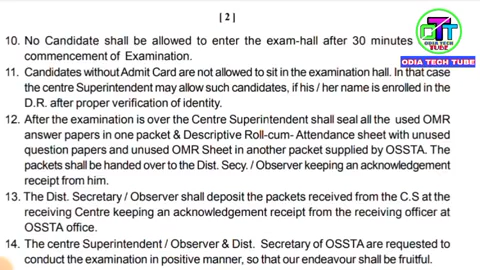 [ 2 ]
10. No Candidate shall be allowed to enter the exam-hall after 30 minutes
commencement of Examination.
11. Candidates without Admit Card are not allowed to sit in the examination hall. In that case
the centre Superintendent may allow such candidates, if his / her name is enrolled in the
D.R. after proper verification of identity.
12. After the examination is over the Centre Superintendent shall seal all the used OMR
answer papers in one packet & Descriptive Roll-cum- Attendance sheet with unused
question papers and unused OMR Sheet in another packet supplied by OSSTA. The
packets shall be handed over to the Dist. Secy. / Observer keeping an acknowledgement
receipt from him.
13. The Dist. Secretary / Observer shall deposit the packets received from the C.S at the
receiving Centre keeping an acknowledgement receipt from the receiving officer at
OSSTA office.
14. The centre Superintendent / Observer & Dist. Secretary of OSSTA are requested to
conduct the examination in positive manner, so that our endeavour shall be fruitful.
OTT
ODIA TECH
TUBE
ODIA TECH TUBE